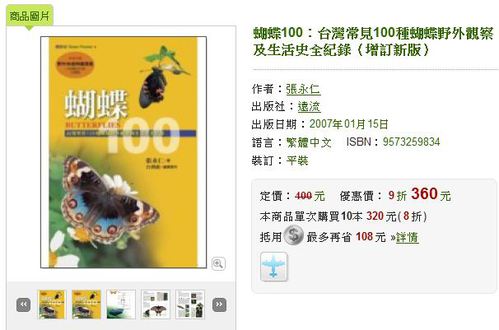 商品圖片
蝴蝶100：台灣常見100種蝴蝶野外觀察
及生活史全紀錄（增訂新版）
作者：張永仁
出版社：遠流
出版日期：2007年01月15日
語言：繁體中文 ISBN：9573259834
裝訂：平裝
定價：400元 優惠價：9折360元
本商品單次購買10本320元(8折)
抵用$最多再省108元 »詳情
蝴蝶
BUTTERFLIES
100
張永仁